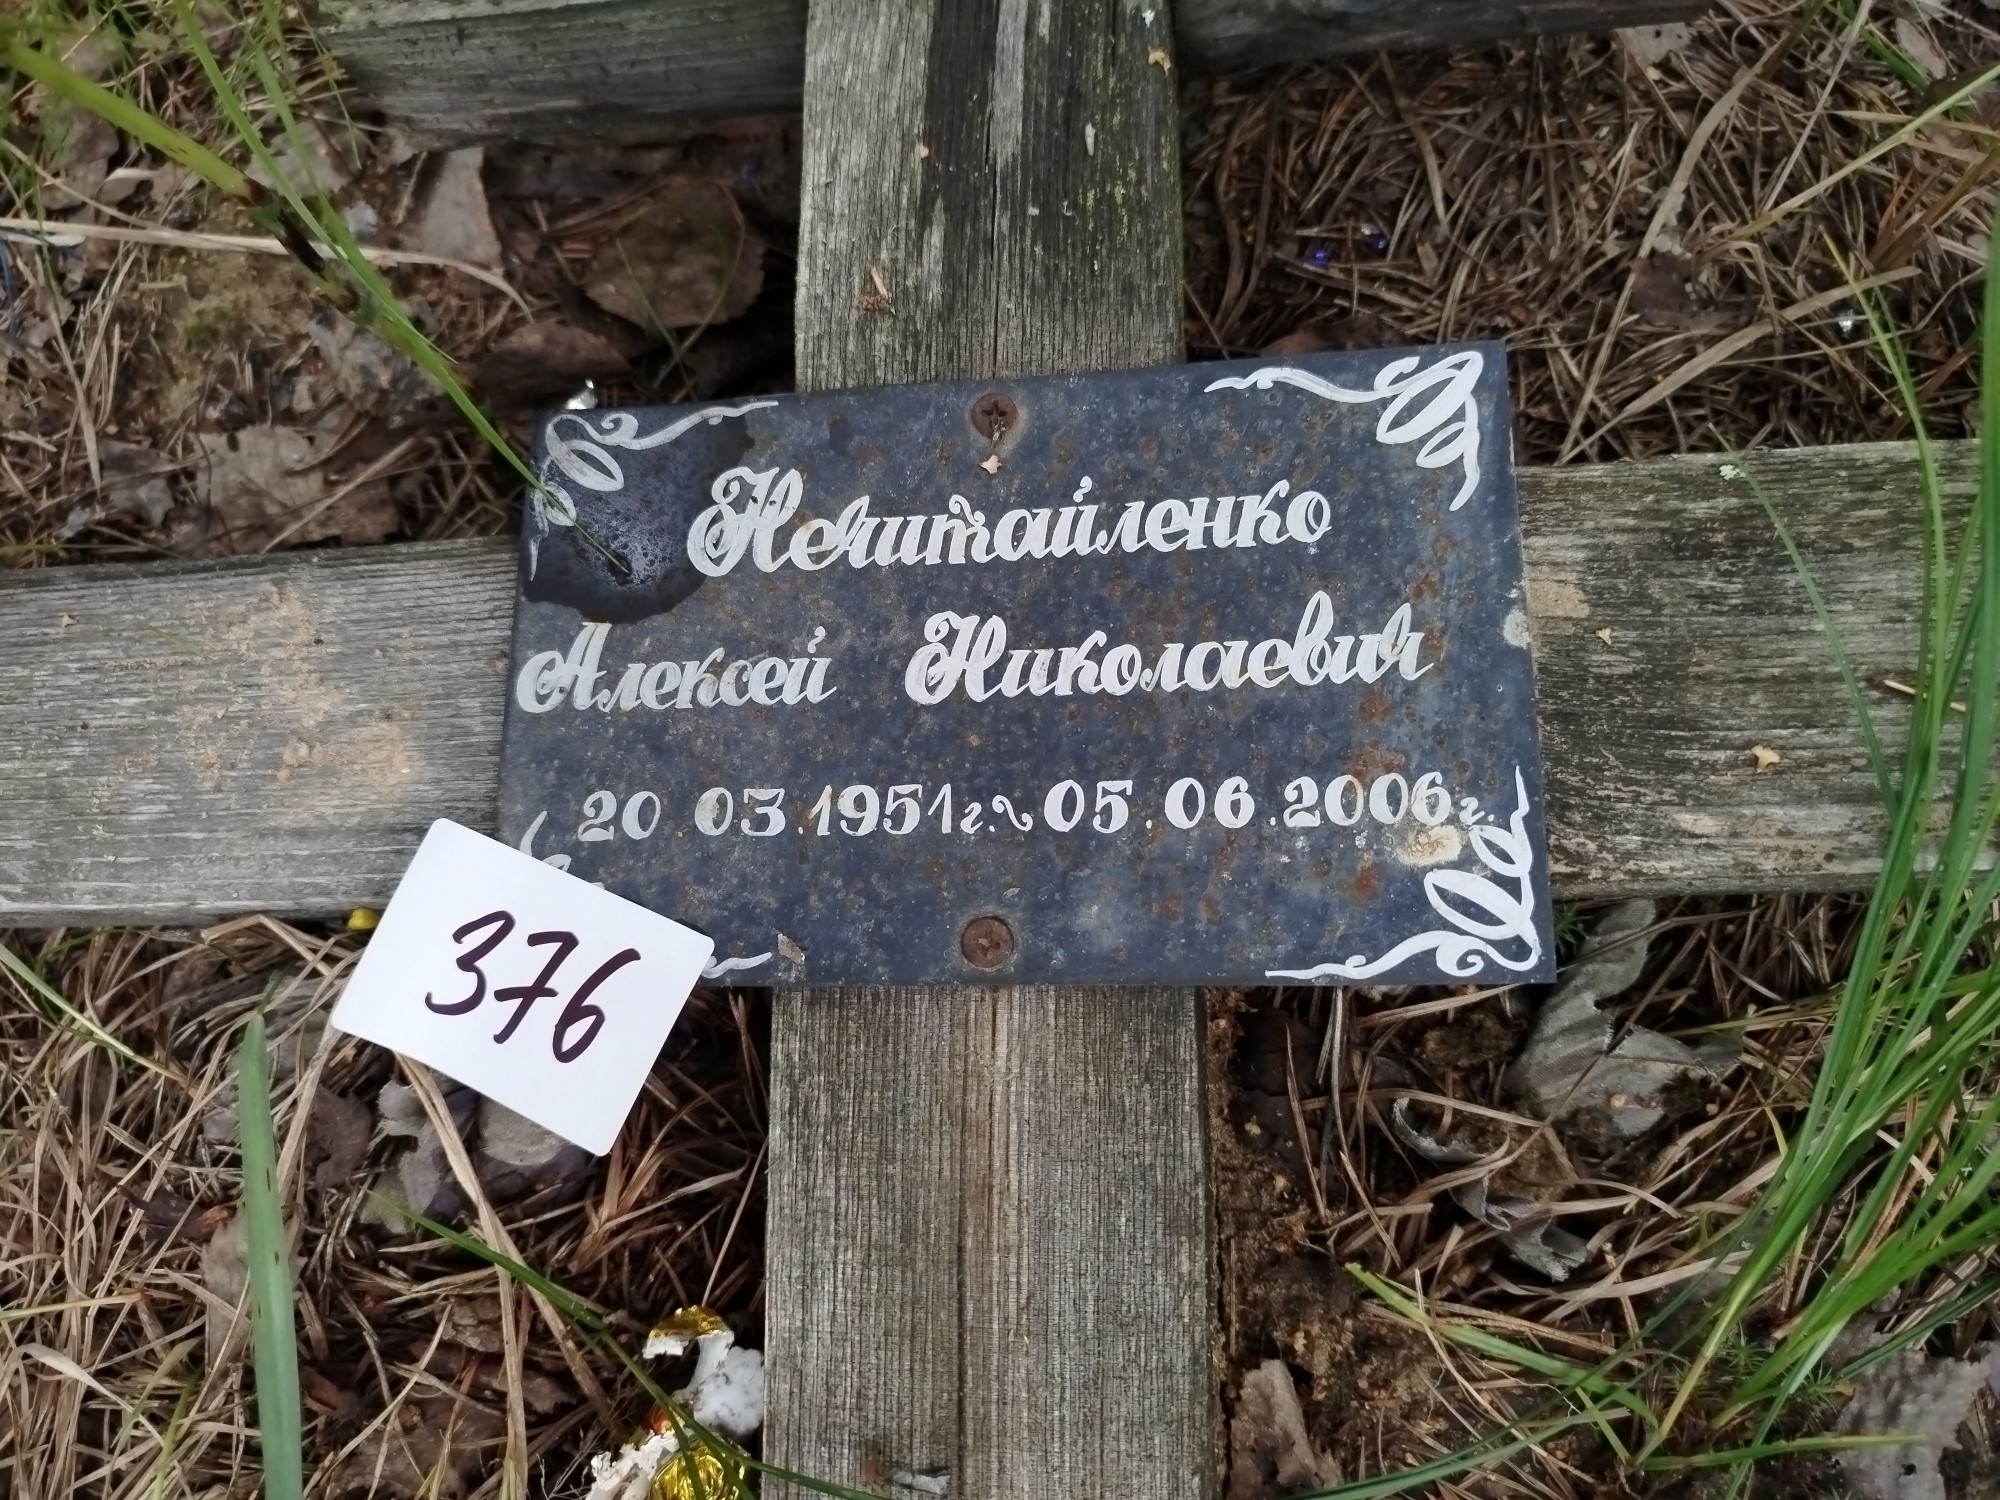 Нечитайленко
Алексей Николаевич
20.03.1951г.~05.06.2006г.
376